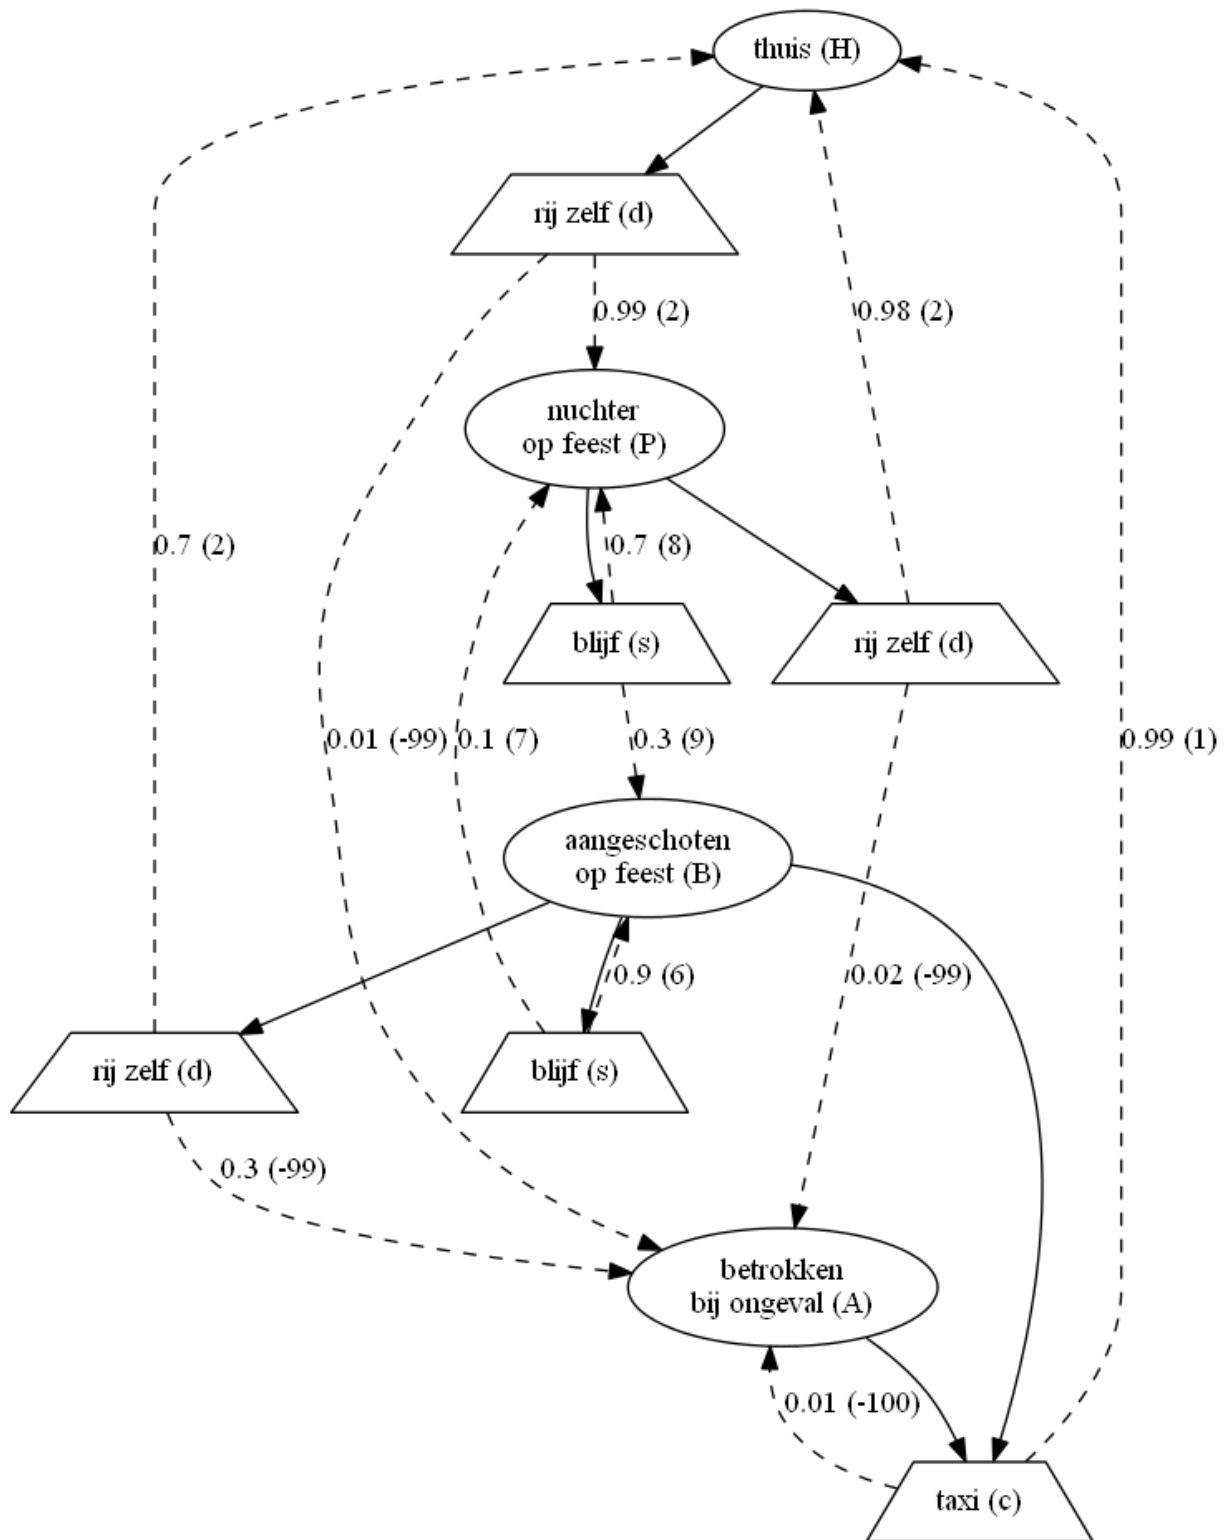 thuis (H)
rij zelf (d)
0.99 (2)
0.98 (2)
nuchter
op feest (P)
0.7 (2)
0.7 (8)
blijf (s)
rij zelf (d)
0.01 (-99)
0.1 (7)
0.3 (9)
0.99 (1)
aangeschoten
op feest (B)
0.9 (6)
0.02 (-99)
rij zelf (d)
blijf (s)
0.3 (-99)
betrokken
bij ongeval (A)
0.01 (-100)
taxi (c)